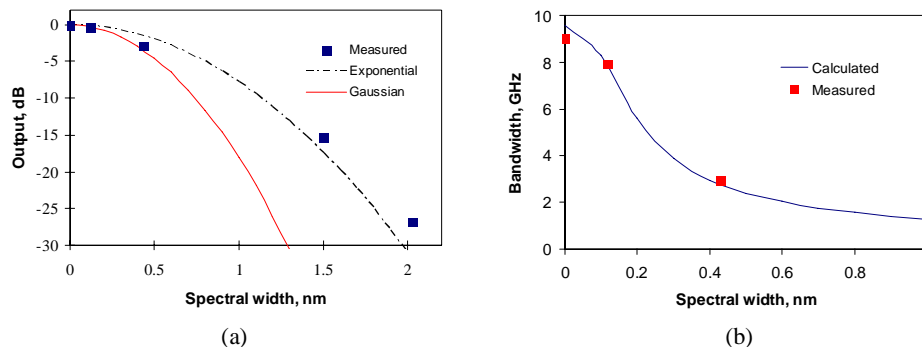 0
-5
-10
-15
-20
-25
-30
Output, dB
0
0.5
1
1.5
2
Spectral width, nm
Measured
Exponential
Gaussian
(a)
10
8
6
4
2
0
Bandwidth, GHz
0
0.2
0.4
0.6
0.8
Spectral width, nm
Calculated
Measured
(b)